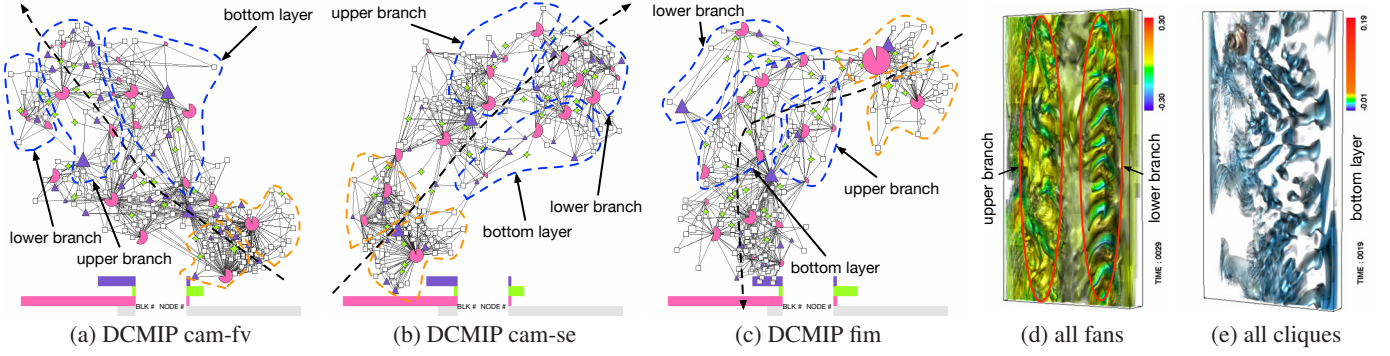 bottom layer
lower branch
upper branch
BLK # NODE #
(a) DCMIP cam-fv
upper branch
bottom layer
lower branch
BLK # NODE #
(b) DCMIP cam-se
lower branch
upper branch
bottom layer
BLK # NODE #
(c) DCMIP fim
upper branch
lower branch
0.30
-0.30
TIME : 0029
(d) all fans
0.19
-0.01
bottom layer
TIME : 0019
(e) all cliques